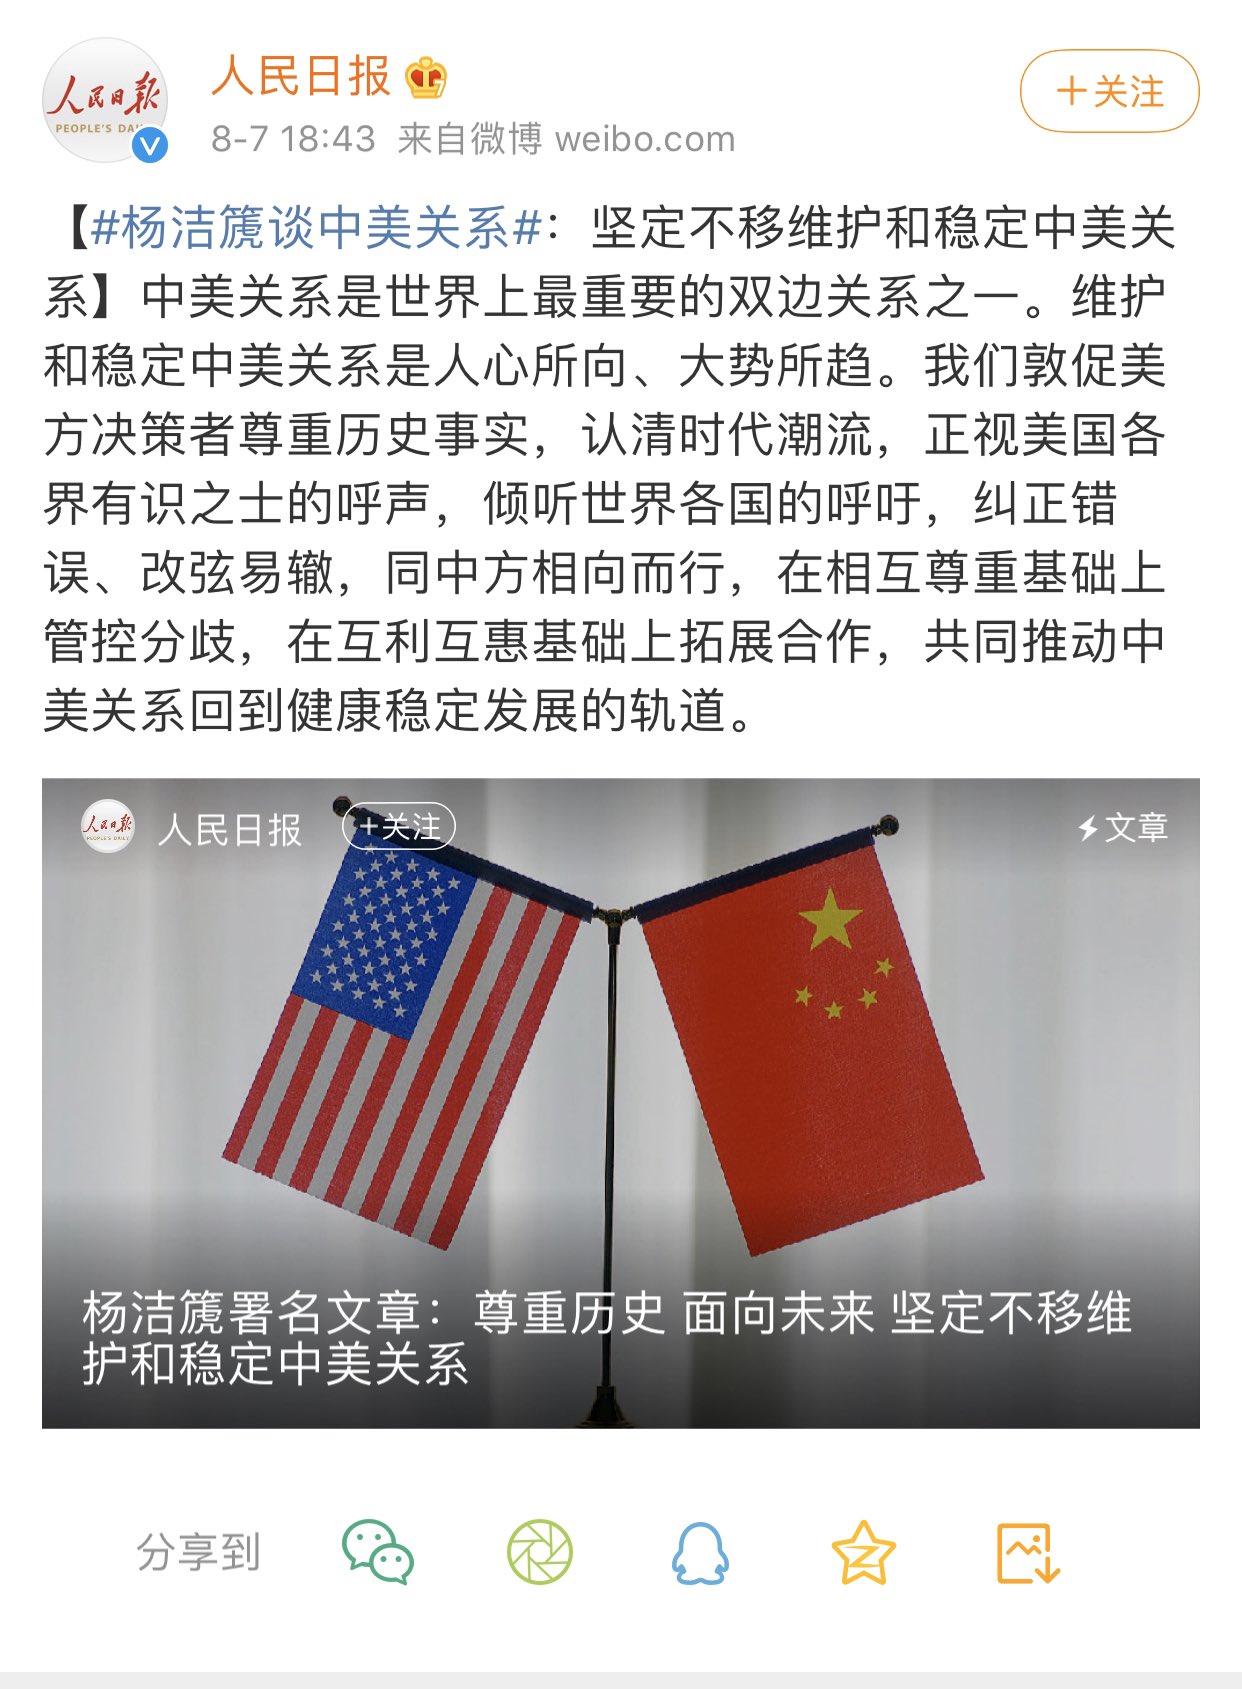 人民日報
PEOPLE'S DAI
人民日报
+关注
8-7 18:43 来自微博 weibo.com
【#杨洁篪谈中美关系#：坚定不移维护和稳定中美关
系】中美关系是世界上最重要的双边关系之一。维护
和稳定中美关系是人心所向、大势所趋。我们敦促美
方决策者尊重历史事实，认清时代潮流，正视美国各
界有识之士的呼声，倾听世界各国的呼吁，纠正错
误、改弦易辙，同中方相向而行，在相互尊重基础上
管控分歧，在互利互惠基础上拓展合作，共同推动中
美关系回到健康稳定发展的轨道。
人民日報
PEOPLE'S DAILY
人民日报
+关注
文章
杨洁篪署名文章：尊重历史 面向未来 坚定不移维
护和稳定中美关系
分享到